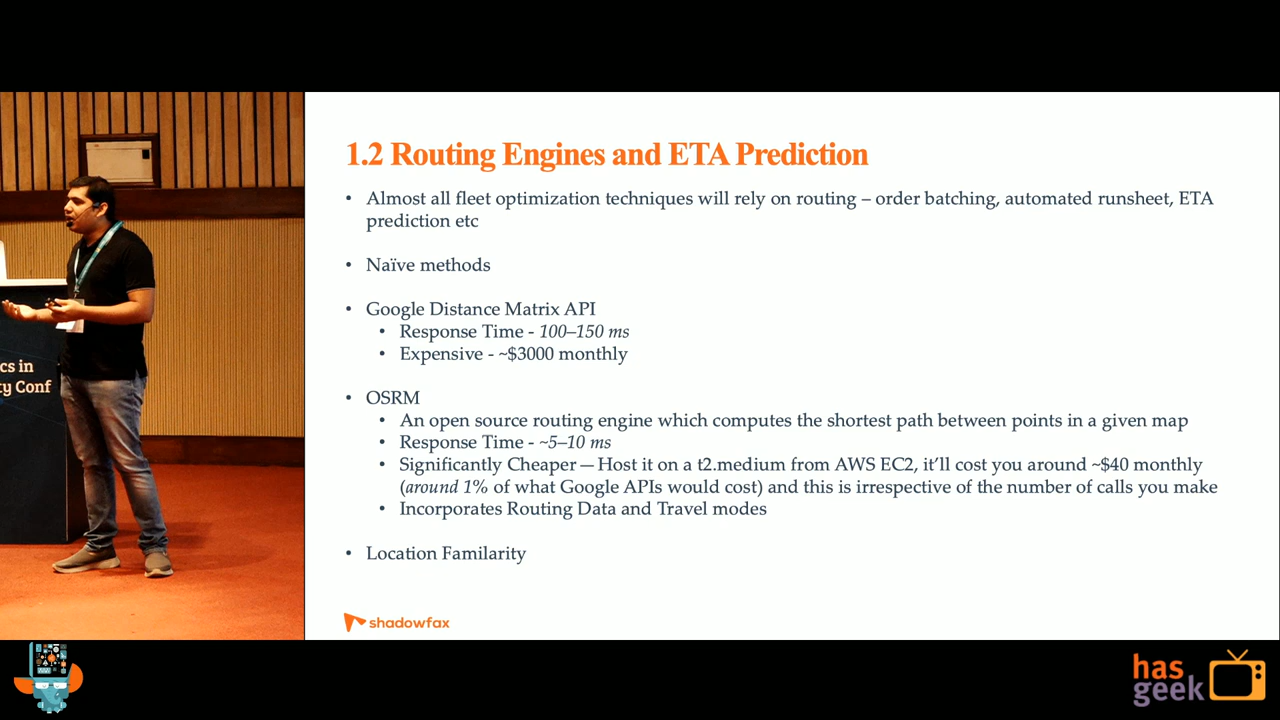 1.2 Routing Engines and ETA Prediction
• Almost all fleet optimization techniques will rely on routing – order batching, automated runsheet, ETA
prediction etc
• Naïve methods
• Google Distance Matrix API
• Response Time - 100–150 ms
• Expensive - ~$3000 monthly
• OSRM
• An open source routing engine which computes the shortest path between points in a given map
• Response Time - ~5–10 ms
• Significantly Cheaper — Host it on a t2.medium from AWS EC2, it'll cost you around ~$40 monthly
(around 1% of what Google APIs would cost) and this is irrespective of the number of calls you make
• Incorporates Routing Data and Travel modes
• Location Familarity
shadowfax
cs in
ty Conf
has
geek